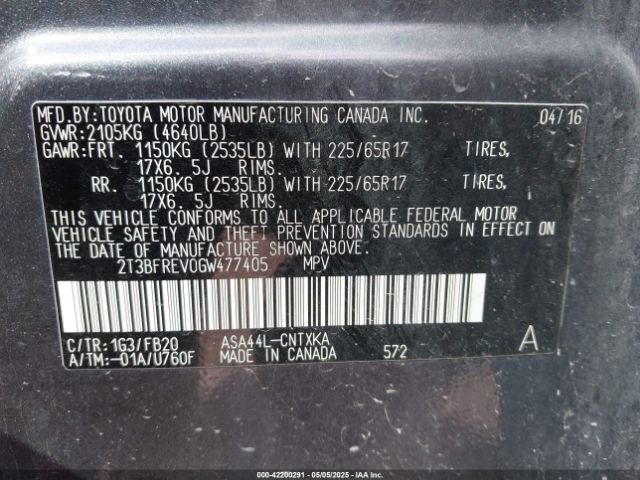 MFD.BY:TOYOTA MOTOR MANUFACTURING CANADA INC. 04/16
GVWR:2105KG (4640LB)
GAWR:FRT. 1150KG (2535LB) WITH 225/65R17 TIRES,
17X6.5J RIMS.
RR. 1150KG (2535LB) WITH 225/65R17 TIRES,
17X6.5J RIMS.
THIS VEHICLE CONFORMS TO ALL APPLICABLE FEDERAL MOTOR
VEHICLE SAFETY AND THEFT PREVENTION STANDARDS IN EFFECT ON
THE DATE OF MANUFACTURE SHOWN ABOVE.
2T3BFREV0GW477405 MPV
C/TR:1G3/FB20 ASA44L-CNTXKA A
A/TM:-01A/U760F MADE IN CANADA 572
000-42200291 - 05/05/2025 - IAAI.COM